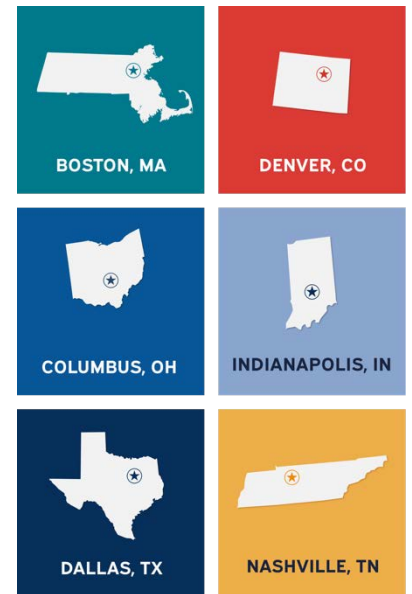 BOSTON, MA
DENVER, CO
COLUMBUS, OH
INDIANAPOLIS, IN
DALLAS, TX
NASHVILLE, TN